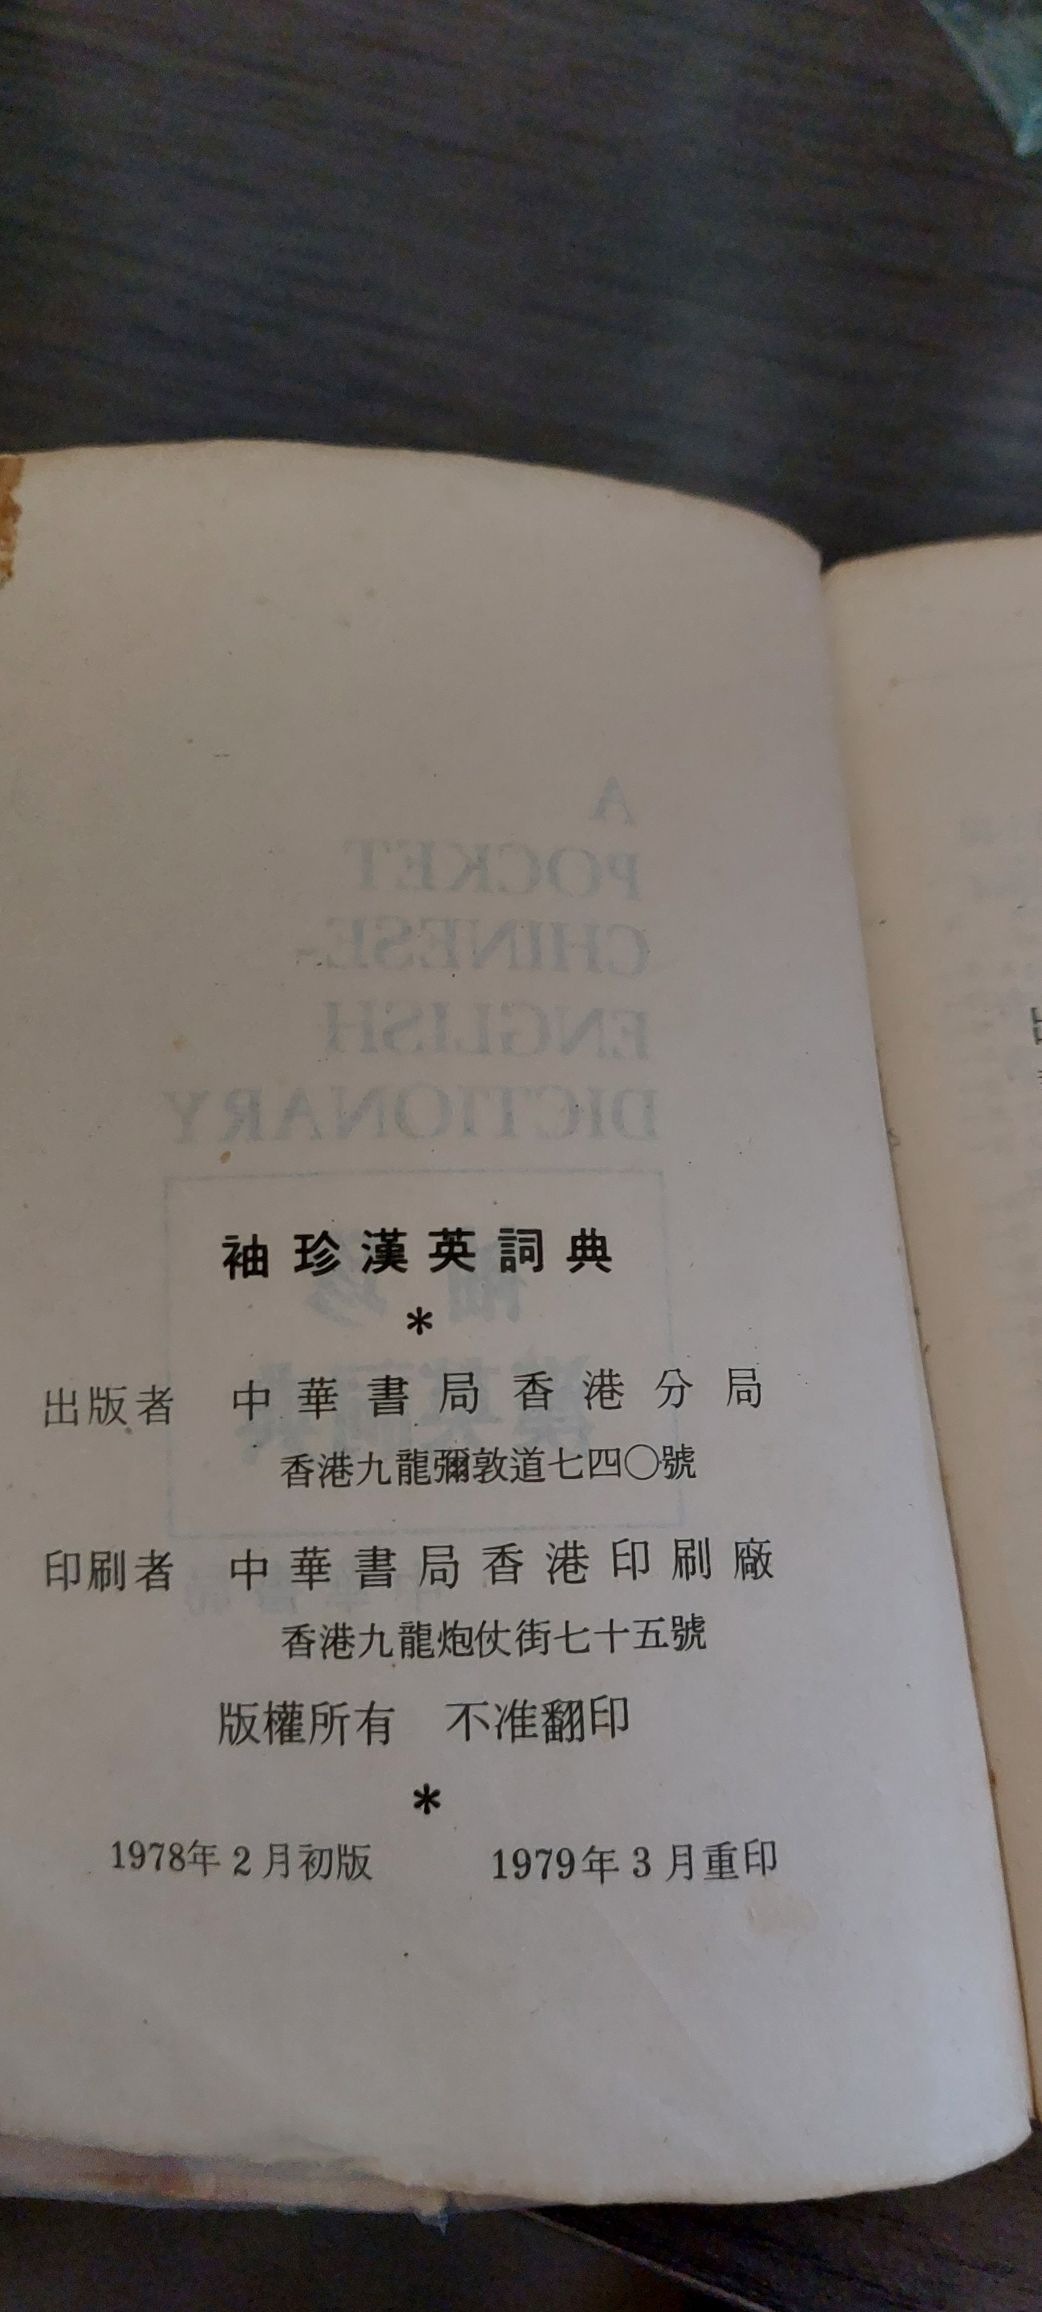 A
POCKET
CHINESE-
ENGLISH
DICTIONARY
袖珍漢英詞典
*
出版者 中華書局香港分局
香港九龍彌敦道七四〇號
印刷者 中華書局香港印刷廠
香港九龍炮仗街七十五號
版權所有 不准翻印
*
1978年2月初版 1979年3月重印